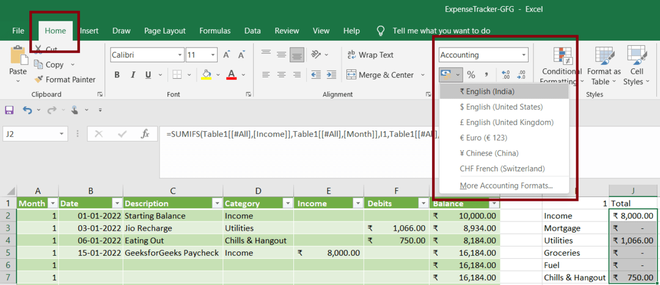 ExpenseTracker-GFG - Excel
File Home Insert Draw Page Layout Formulas Data Review View Developer Help Tell me what you want to do
Paste
Cut
Copy
Format Painter
Clipboard
Calibri 11 A A
B I U A
Font
ab Wrap Text
Merge & Center
Alignment
Accounting
% , .00 .0
₹ English (India)
$ English (United States)
£ English (United Kingdom)
€ Euro (€ 123)
¥ Chinese (China)
CHF French (Switzerland)
More Accounting Formats...
Conditional Formatting
Format as Table
Cell Styles
Styles
J2 fx =SUMIFS(Table1[[#All],[Income]],Table1[[#All],[Month]],I1,Table1[[#Al
A B C D E F J
1 Month Date Description Category Income Debits Balance 1 Total
2 1 01-01-2022 Starting Balance Income ₹ 10,000.00 Income ₹ 8,000.00
3 1 03-01-2022 Jio Recharge Utilities ₹ 1,066.00 ₹ 8,934.00 Mortgage ₹ -
4 1 06-01-2022 Eating Out Chills & Hangout ₹ 750.00 ₹ 8,184.00 Utilities ₹ 1,066.00
5 1 15-01-2022 GeeksforGeeks Paycheck Income ₹ 8,000.00 ₹ 16,184.00 Groceries ₹ -
6 1 ₹ 16,184.00 Fuel ₹ -
7 1 ₹ 16,184.00 Chills & Hangout ₹ 750.00